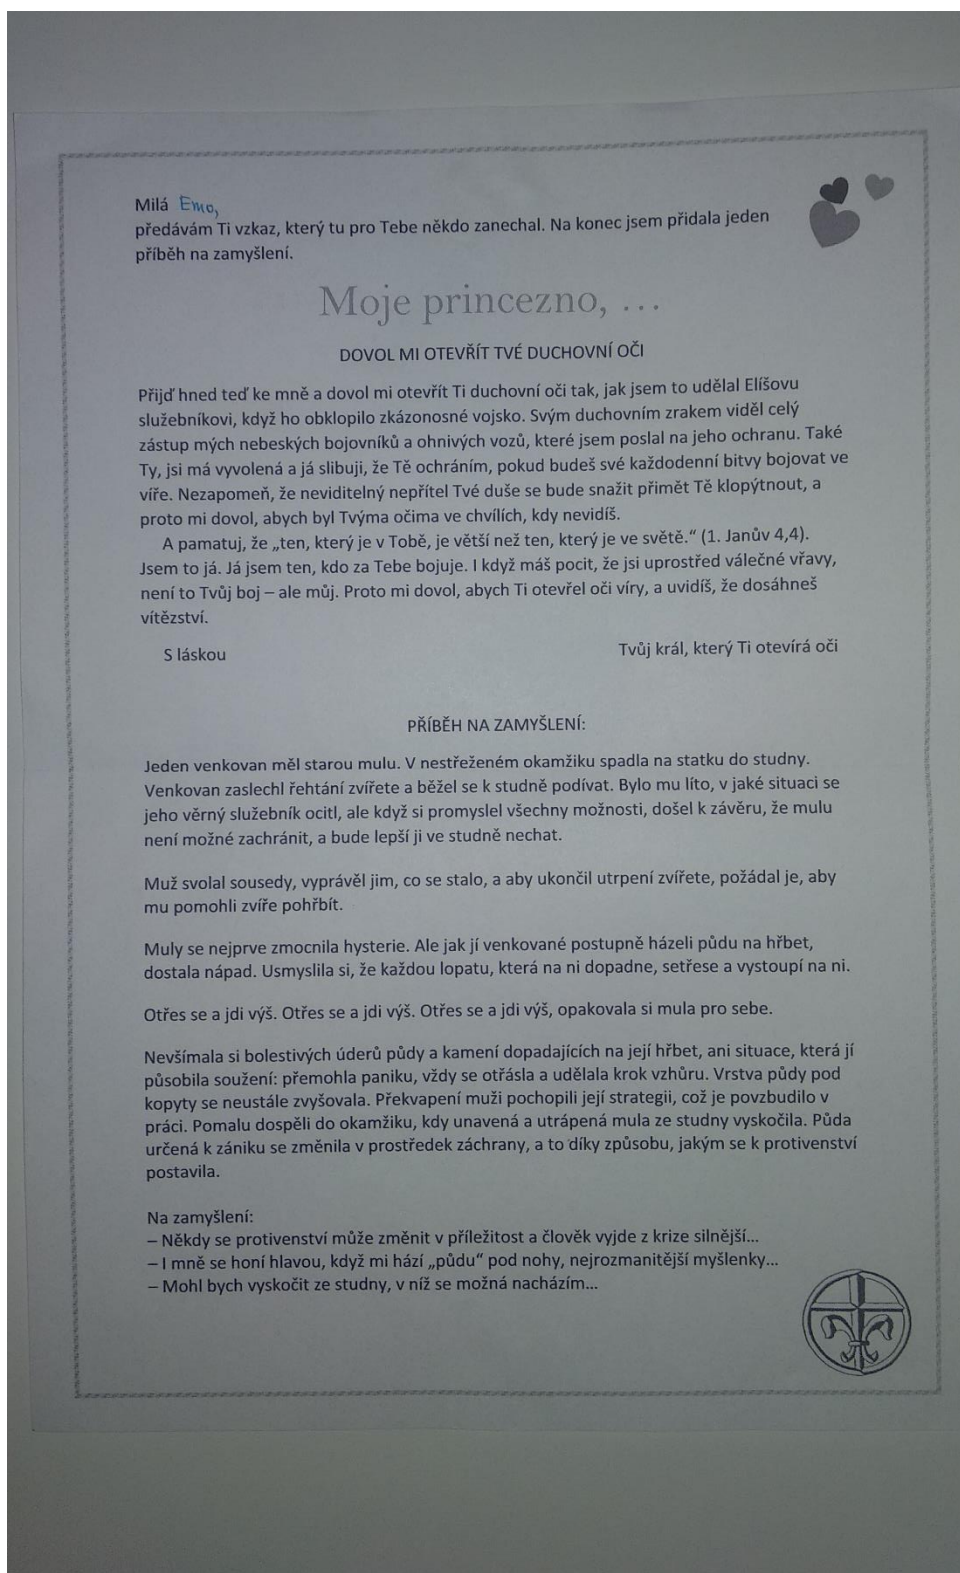 Milá Emo,
předávám Ti vzkaz, který tu pro Tebe někdo zanechal. Na konec jsem přidala jeden
příběh na zamyšlení.
Moje princezno, ...
DOVOL MI OTEVŘÍT TVÉ DUCHOVNÍ OČI
Přijď hned teď ke mně a dovol mi otevřít Ti duchovní oči tak, jak jsem to udělal Elíšovu
služebníkovi, když ho obklopilo zkázonosné vojsko. Svým duchovním zrakem viděl celý
zástup mých nebeských bojovníků a ohnivých vozů, které jsem poslal na jeho ochranu. Také
Ty, jsi má vyvolená a já slibuji, že Tě ochráním, pokud budeš své každodenní bitvy bojovat ve
víře. Nezapomeň, že neviditelný nepřítel Tvé duše se bude snažit přimět Tě klopýtnout, a
proto mi dovol, abych byl Tvýma očima ve chvílích, kdy nevidíš.
A pamatuj, že „ten, který je v Tobě, je větší než ten, který je ve světě.“ (1. Janův 4,4).
Jsem to já. Já jsem ten, kdo za Tebe bojuje. I když máš pocit, že jsi uprostřed válečné vřavy,
není to Tvůj boj – ale můj. Proto mi dovol, abych Ti otevřel oči víry, a uvidíš, že dosáhneš
vítězství.
S láskou Tvůj král, který Ti otevírá oči
PŘÍBĚH NA ZAMYŠLENÍ:
Jeden venkovan měl starou mulu. V nestřeženém okamžiku spadla na statku do studny.
Venkovan zaslechl řehtání zvířete a běžel se k studně podívat. Bylo mu líto, v jaké situaci se
jeho věrný služebník ocitl, ale když si promyslel všechny možnosti, došel k závěru, že mulu
není možné zachránit, a bude lepší ji ve studně nechat.
Muž svolal sousedy, vyprávěl jim, co se stalo, a aby ukončil utrpení zvířete, požádal je, aby
mu pomohli zvíře pohřbít.
Muly se nejprve zmocnila hysterie. Ale jak jí venkované postupně házeli půdu na hřbet,
dostala nápad. Usmyslila si, že každou lopatu, která na ni dopadne, setřese a vystoupí na ni.
Otřes se a jdi výš. Otřes se a jdi výš. Otřes se a jdi výš, opakovala si mula pro sebe.
Nevšímala si bolestivých úderů půdy a kamení dopadajících na její hřbet, ani situace, která jí
působila soužení: přemohla paniku, vždy se otřásla a udělala krok vzhůru. Vrstva půdy pod
kopyty se neustále zvyšovala. Překvapení muži pochopili její strategii, což je povzbudilo v
práci. Pomalu dospěli do okamžiku, kdy unavená a utrápená mula ze studny vyskočila. Půda
určená k zániku se změnila v prostředek záchrany, a to díky způsobu, jakým se k protivenství
postavila.
Na zamyšlení:
– Někdy se protivenství může změnit v příležitost a člověk vyjde z krize silnější...
– I mně se honí hlavou, když mi hází „půdu“ pod nohy, nejrozmanitější myšlenky...
– Mohl bych vyskočit ze studny, v níž se možná nacházím...